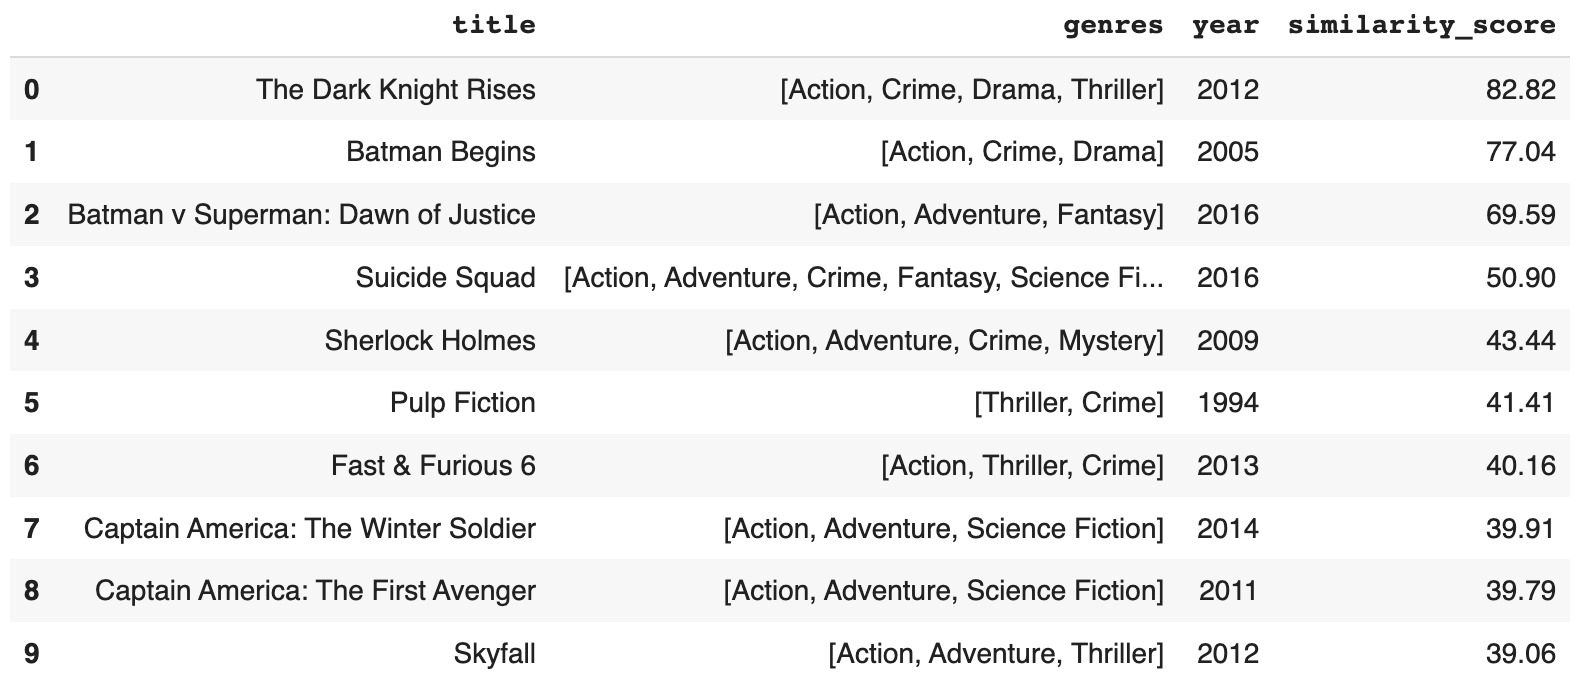 title genres year similarity_score
0 The Dark Knight Rises [Action, Crime, Drama, Thriller] 2012 82.82
1 Batman Begins [Action, Crime, Drama] 2005 77.04
2 Batman v Superman: Dawn of Justice [Action, Adventure, Fantasy] 2016 69.59
3 Suicide Squad [Action, Adventure, Crime, Fantasy, Science Fi... 2016 50.90
4 Sherlock Holmes [Action, Adventure, Crime, Mystery] 2009 43.44
5 Pulp Fiction [Thriller, Crime] 1994 41.41
6 Fast & Furious 6 [Action, Thriller, Crime] 2013 40.16
7 Captain America: The Winter Soldier [Action, Adventure, Science Fiction] 2014 39.91
8 Captain America: The First Avenger [Action, Adventure, Science Fiction] 2011 39.79
9 Skyfall [Action, Adventure, Thriller] 2012 39.06